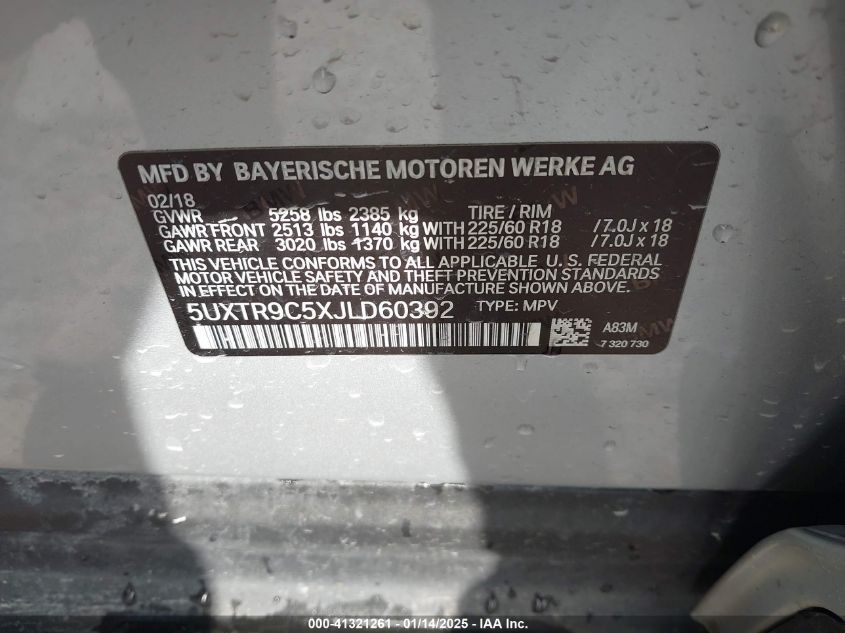 MFD BY BAYERISCHE MOTOREN WERKE AG
02/18
GVWR 5258 lbs 2385 kg TIRE / RIM
GAWR FRONT 2513 lbs 1140 kg WITH 225/60 R18 /7.0J x 18
GAWR REAR 3020 lbs 1370 kg WITH 225/60 R18 /7.0J x 18
THIS VEHICLE CONFORMS TO ALL APPLICABLE U.S. FEDERAL
MOTOR VEHICLE SAFETY AND THEFT PREVENTION STANDARDS
IN EFFECT ON THE DATE OF MANUFACTURE SHOWN ABOVE.
5UXTR9C5XJLD60392 TYPE: MPV
A83M
7 320 730
000-41321261 - 01/14/2025 - IAA Inc.